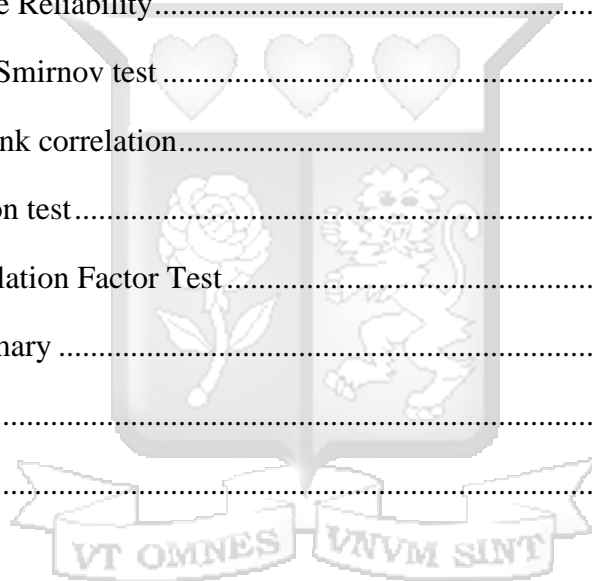 e Reliability..............................................................
Smirnov test ............................................................
nk correlation..........................................................
on test........................................................................
lation Factor Test ....................................................
nary ..........................................................................
..................................................................................
..................................................................................
VT OMNES VNVM SINT